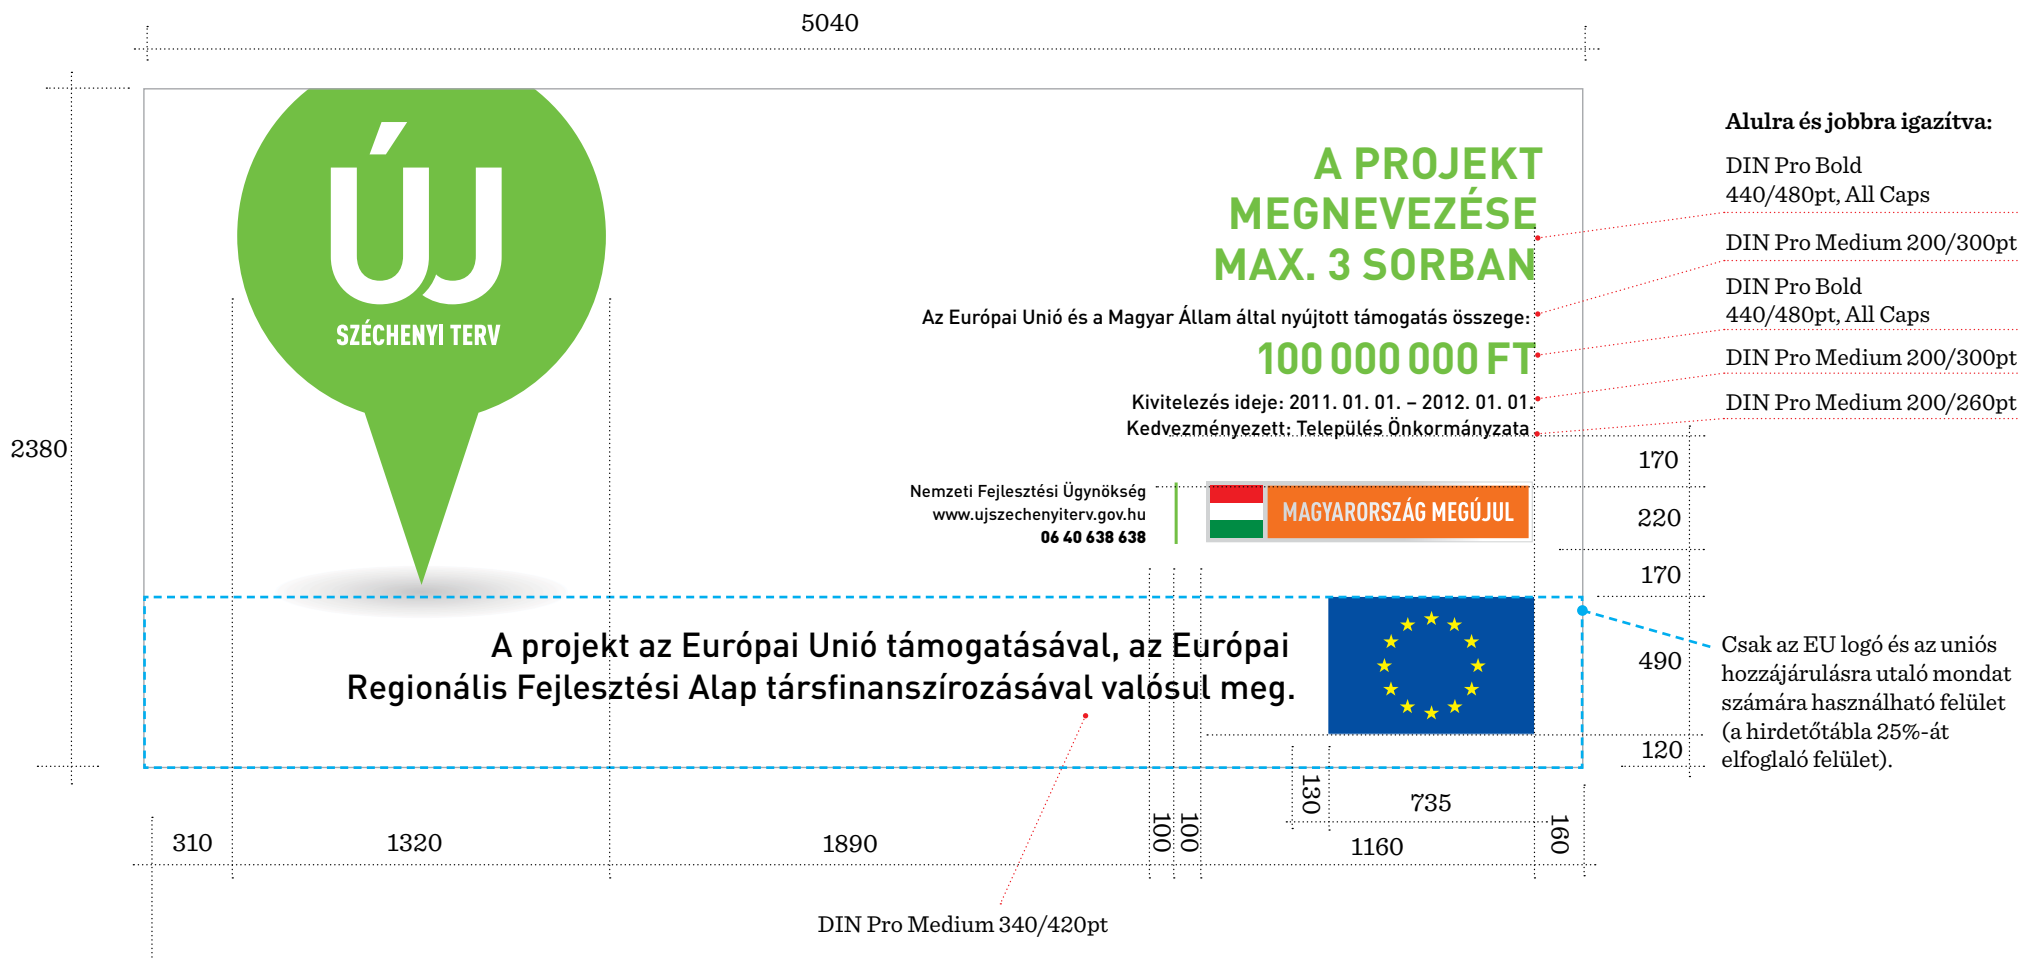 5040
2380
ÚJ
SZÉCHENYI TERV
A PROJEKT
MEGNEVEZÉSE
MAX. 3 SORBAN
Az Európai Unió és a Magyar Állam által nyújtott támogatás összege:
100 000 000 FT
Kivitelezés ideje: 2011. 01. 01. – 2012. 01. 01.
Kedvezményezett: Település Önkormányzata
Nemzeti Fejlesztési Ügynökség
www.ujszechenyiterv.gov.hu
06 40 638 638
MAGYARORSZÁG MEGÚJUL
A projekt az Európai Unió támogatásával, az Európai
Regionális Fejlesztési Alap társfinanszírozásával valósul meg.
Alulra és jobbra igazítva:
DIN Pro Bold
440/480pt, All Caps
DIN Pro Medium 200/300pt
DIN Pro Bold
440/480pt, All Caps
DIN Pro Medium 200/300pt
DIN Pro Medium 200/260pt
170
220
170
490
120
Csak az EU logó és az uniós
hozzájárulásra utaló mondat
számára használható felület
(a hirdetőtábla 25%-át
elfoglaló felület).
130
735
310
1320
1890
100
100
1160
160
DIN Pro Medium 340/420pt